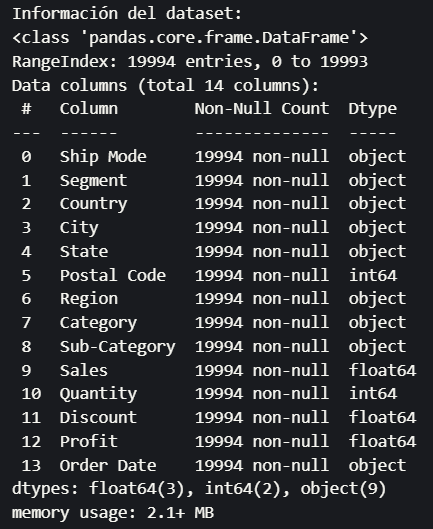 Información del dataset:
<class 'pandas.core.frame.DataFrame'>
RangeIndex: 19994 entries, 0 to 19993
Data columns (total 14 columns):
 #   Column        Non-Null Count  Dtype
---  ------        --------------  -----
 0   Ship Mode     19994 non-null  object
 1   Segment       19994 non-null  object
 2   Country       19994 non-null  object
 3   City          19994 non-null  object
 4   State         19994 non-null  object
 5   Postal Code   19994 non-null  int64
 6   Region        19994 non-null  object
 7   Category      19994 non-null  object
 8   Sub-Category  19994 non-null  object
 9   Sales         19994 non-null  float64
 10  Quantity      19994 non-null  int64
 11  Discount      19994 non-null  float64
 12  Profit        19994 non-null  float64
 13  Order Date    19994 non-null  object
dtypes: float64(3), int64(2), object(9)
memory usage: 2.1+ MB